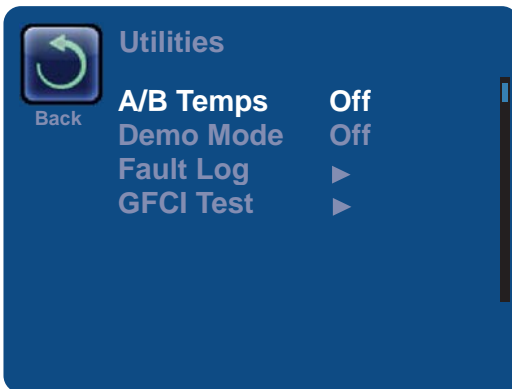 Utilities
Back
A/B Temps Off
Demo Mode Off
Fault Log ►
GFCI Test ►